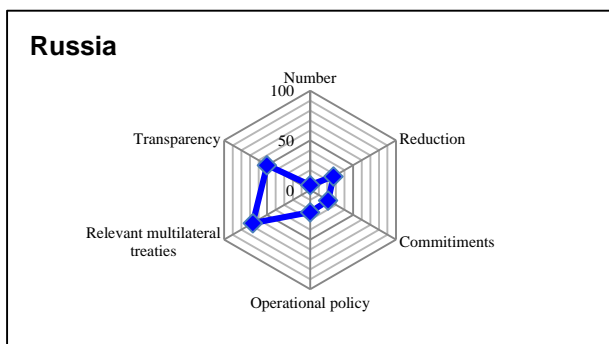 Russia
Number
100
50
0
Transparency
Reduction
Relevant multilateral
treaties
Commitiments
Operational policy